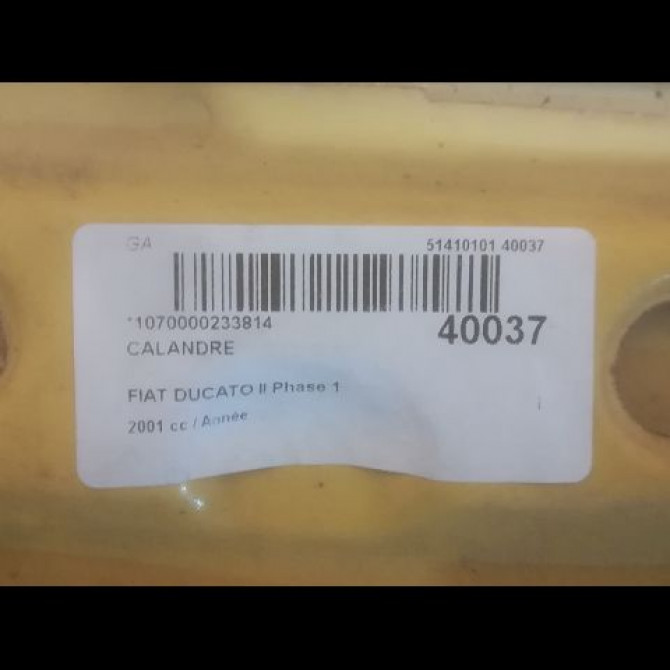 GA 51410101 40037
*1070000233814 40037
CALANDRE
FIAT DUCATO II Phase 1
2001 cc / Année